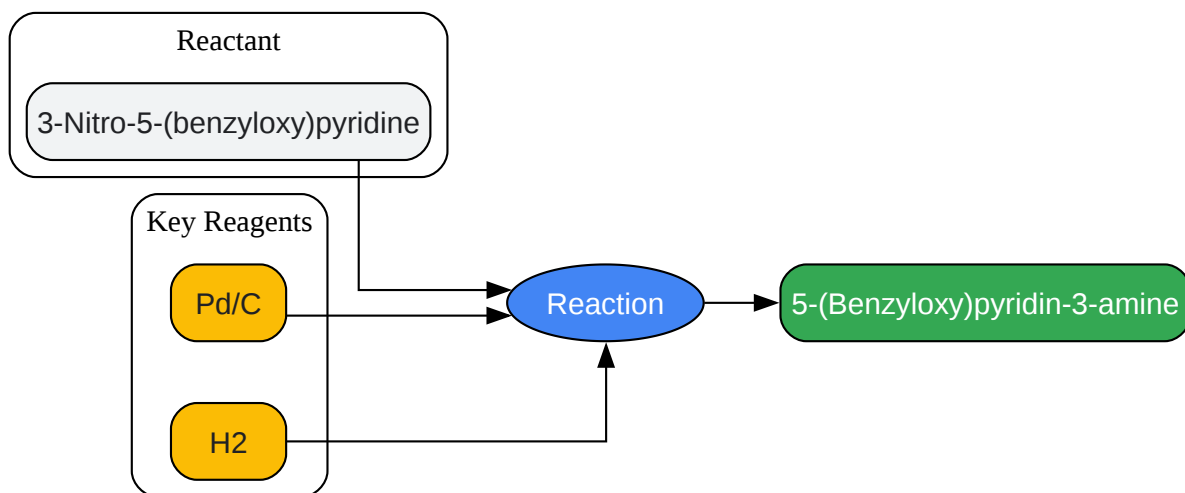 Reactant
3-Nitro-5-(benzyloxy)pyridine
Key Reagents
Pd/C
Reaction
5-(Benzyloxy)pyridin-3-amine
H2